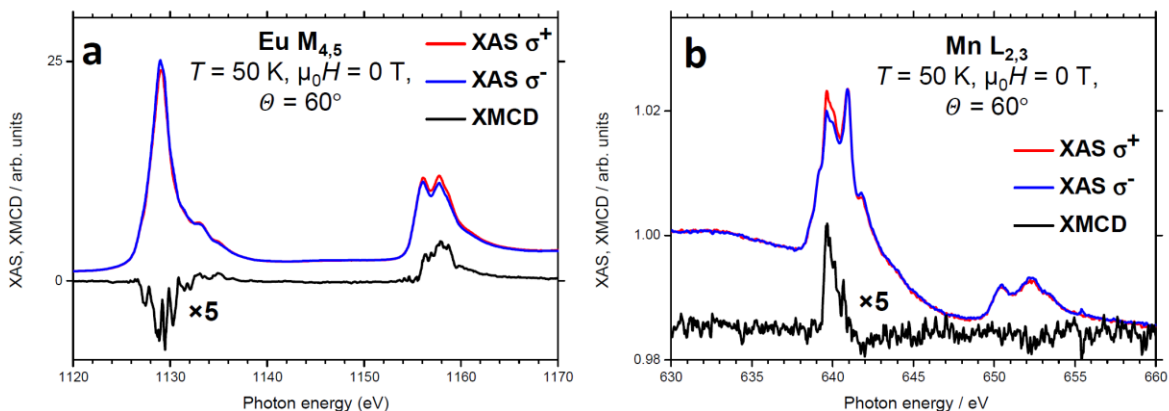 a
Eu M4,5
T = 50 K, μ0H = 0 T,
Θ = 60°
XAS σ+
XAS σ-
XMCD
×5
25
0
XAS, XMCD / arb. units
1120 1130 1140 1150 1160 1170
Photon energy (eV)
b
Mn L2,3
T = 50 K, μ0H = 0 T,
Θ = 60°
XAS σ+
XAS σ-
XMCD
×5
1.02
1.00
0.98
XAS, XMCD / arb. units
630 635 640 645 650 655 660
Photon energy / eV